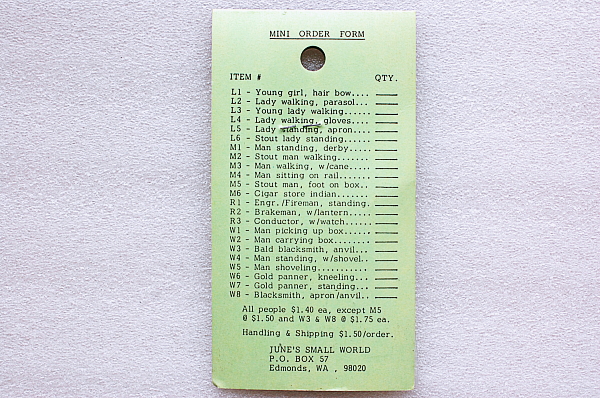 MINI ORDER FORM
ITEM # QTY.
L1 - Young girl, hair bow....
L2 - Lady walking, parasol...
L3 - Young lady walking......
L4 - Lady walking, gloves....
L5 - Lady standing, apron....
L6 - Stout lady standing.....
M1 - Man standing, derby.....
M2 - Stout man walking.......
M3 - Man walking, w/cane.....
M4 - Man sitting on rail.......
M5 - Stout man, foot on box..
M6 - Cigar store indian.......
R1 - Engr./Fireman, standing.
R2 - Brakeman, w/lantern.....
R3 - Conductor, w/watch......
W1 - Man picking up box.....
W2 - Man carrying box........
W3 - Bald blacksmith, anvil...
W4 - Man standing, w/shovel..
W5 - Man shoveling...........
W6 - Gold panner, kneeling...
W7 - Gold panner, standing...
W8 - Blacksmith, apron/anvil..
All people $1.40 ea, except M5
@ $1.50 and W3 & W8 @ $1.75 ea.
Handling & Shipping $1.50/order.
JUNE'S SMALL WORLD
P.O. BOX 57
Edmonds, WA , 98020